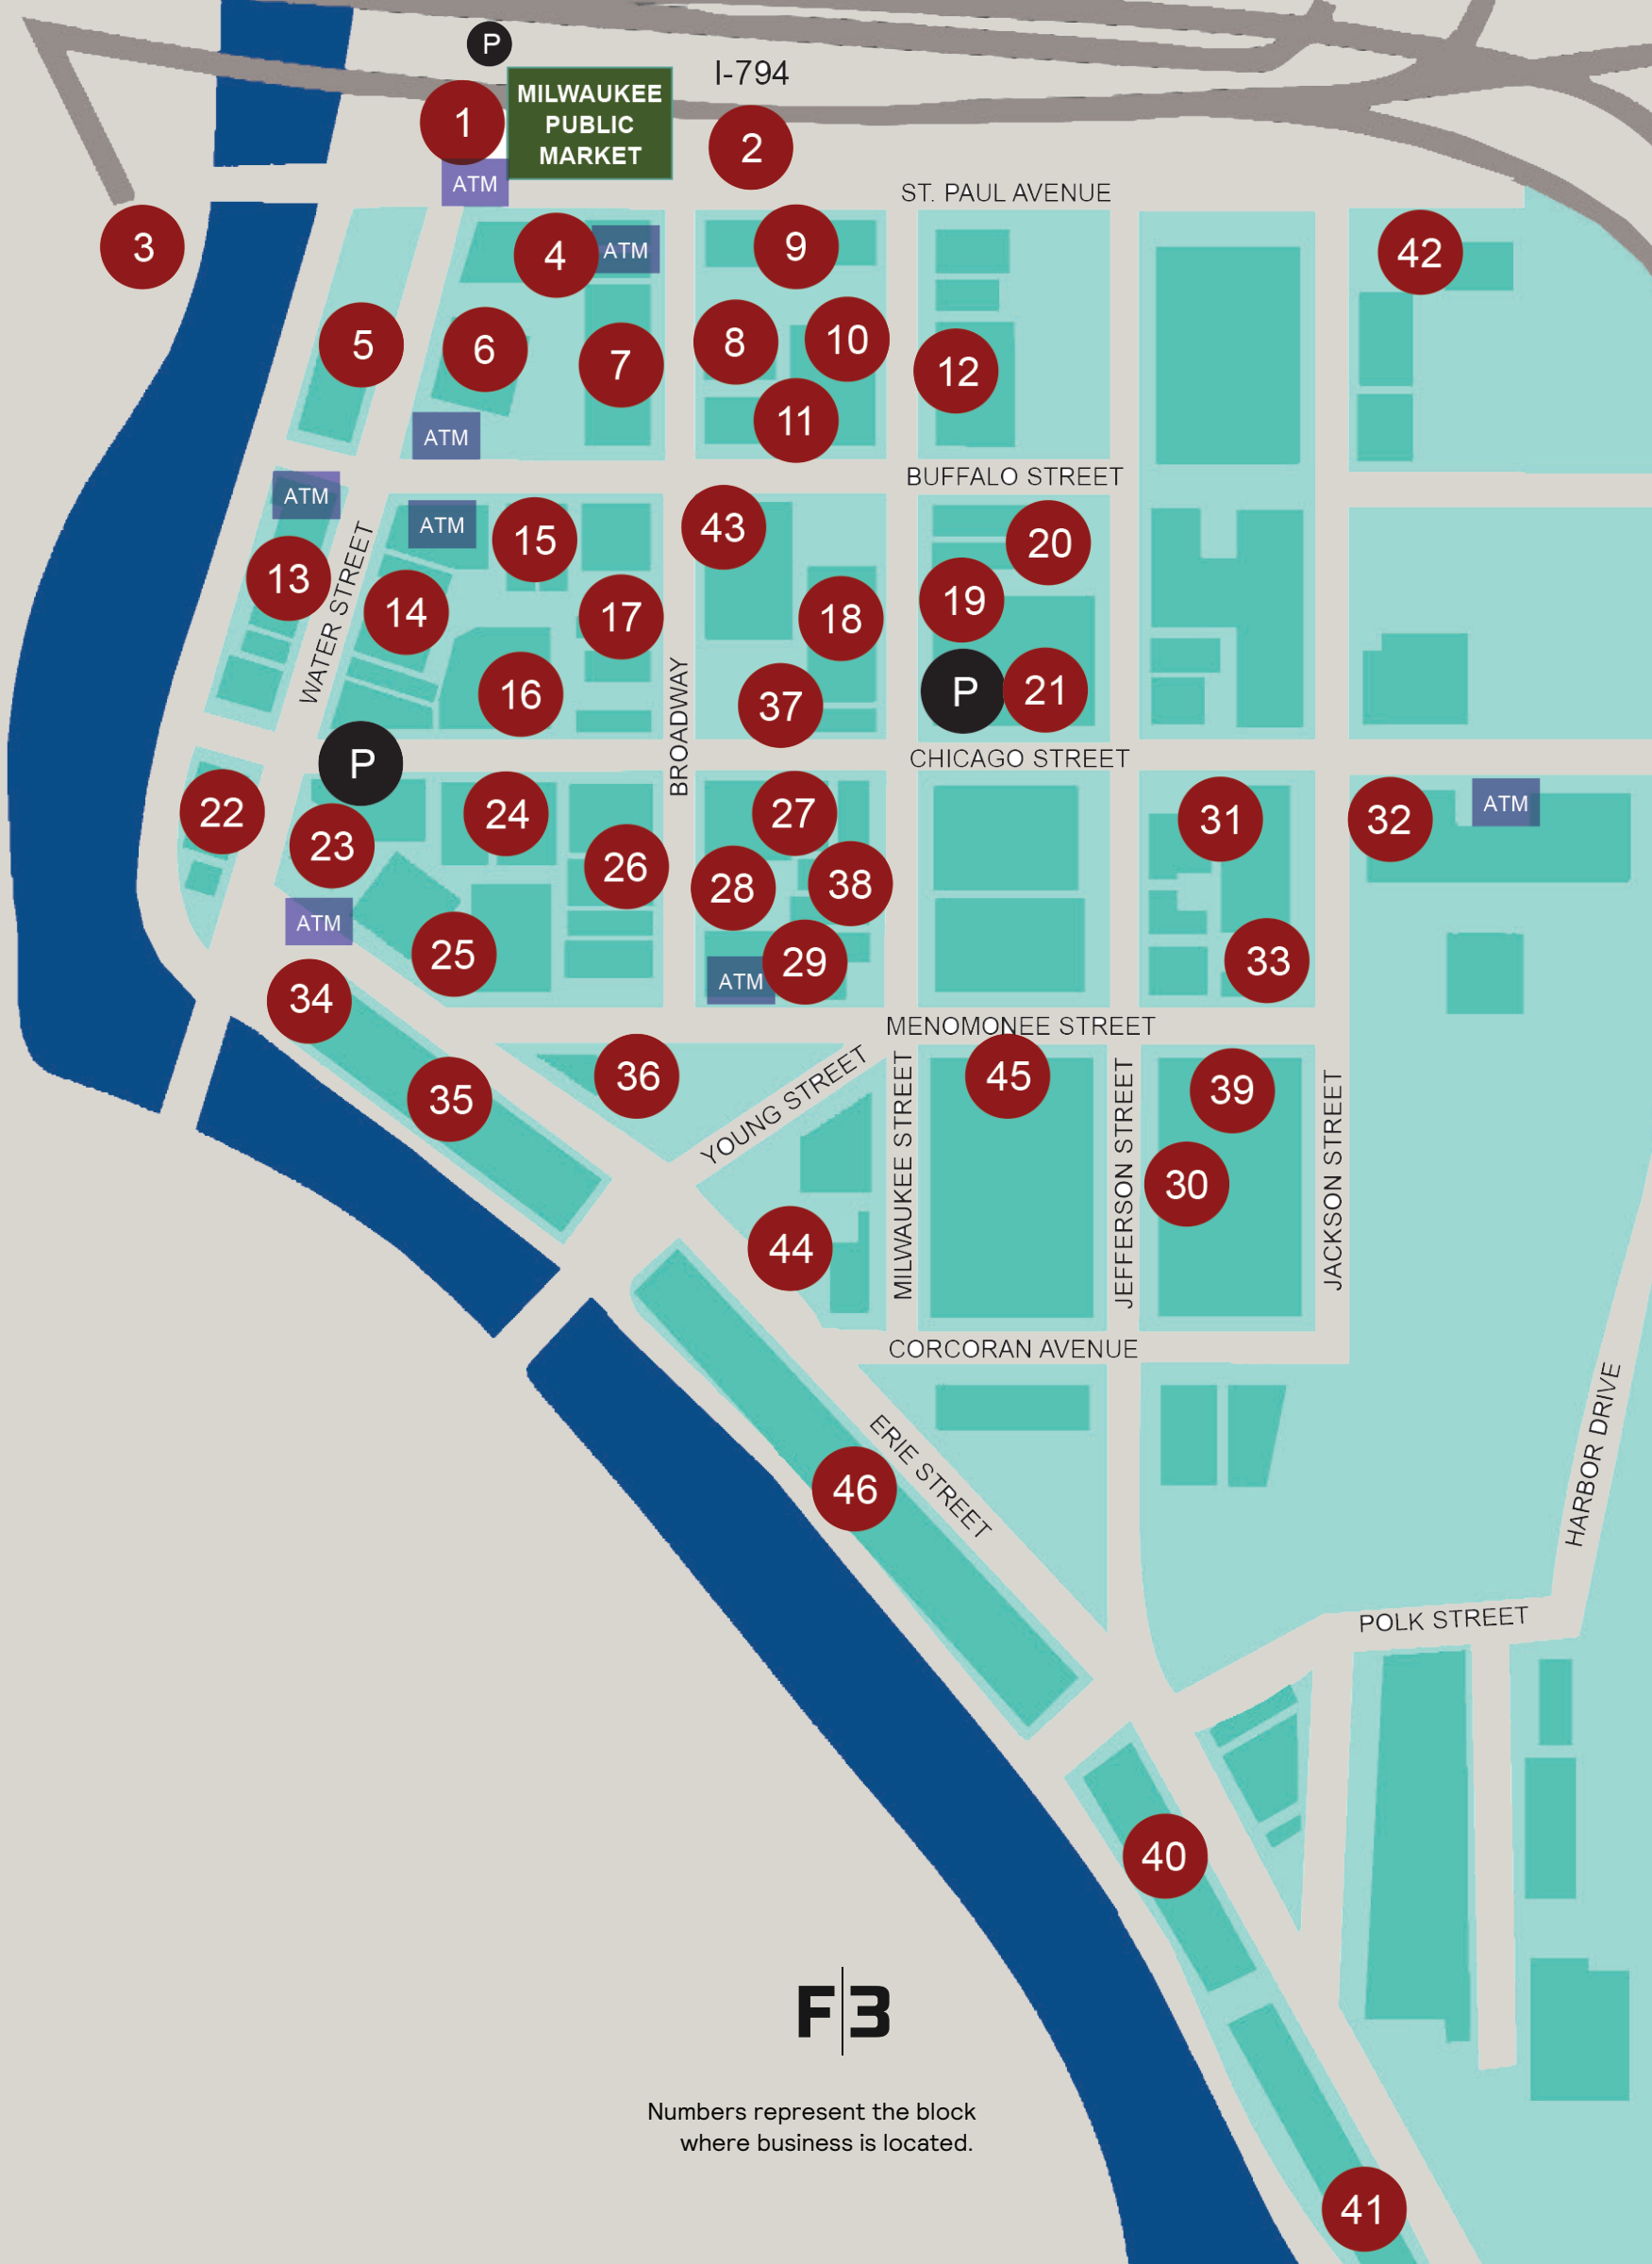 P
I-794
MILWAUKEE
PUBLIC
MARKET
1
2
ATM
ST. PAUL AVENUE
3
4
ATM
9
42
5
6
7
8
10
12
11
ATM
BUFFALO STREET
ATM
ATM
15
43
20
13
WATER STREET
14
17
18
19
16
BROADWAY
37
P
21
P
CHICAGO STREET
22
23
24
26
27
28
38
31
32
ATM
ATM
25
ATM
29
33
34
MENOMONEE STREET
35
36
YOUNG STREET
MILWAUKEE STREET
45
JEFFERSON STREET
39
30
JACKSON STREET
44
CORCORAN AVENUE
46
ERIE STREET
HARBOR DRIVE
POLK STREET
40
F|3
Numbers represent the block
where business is located.
41